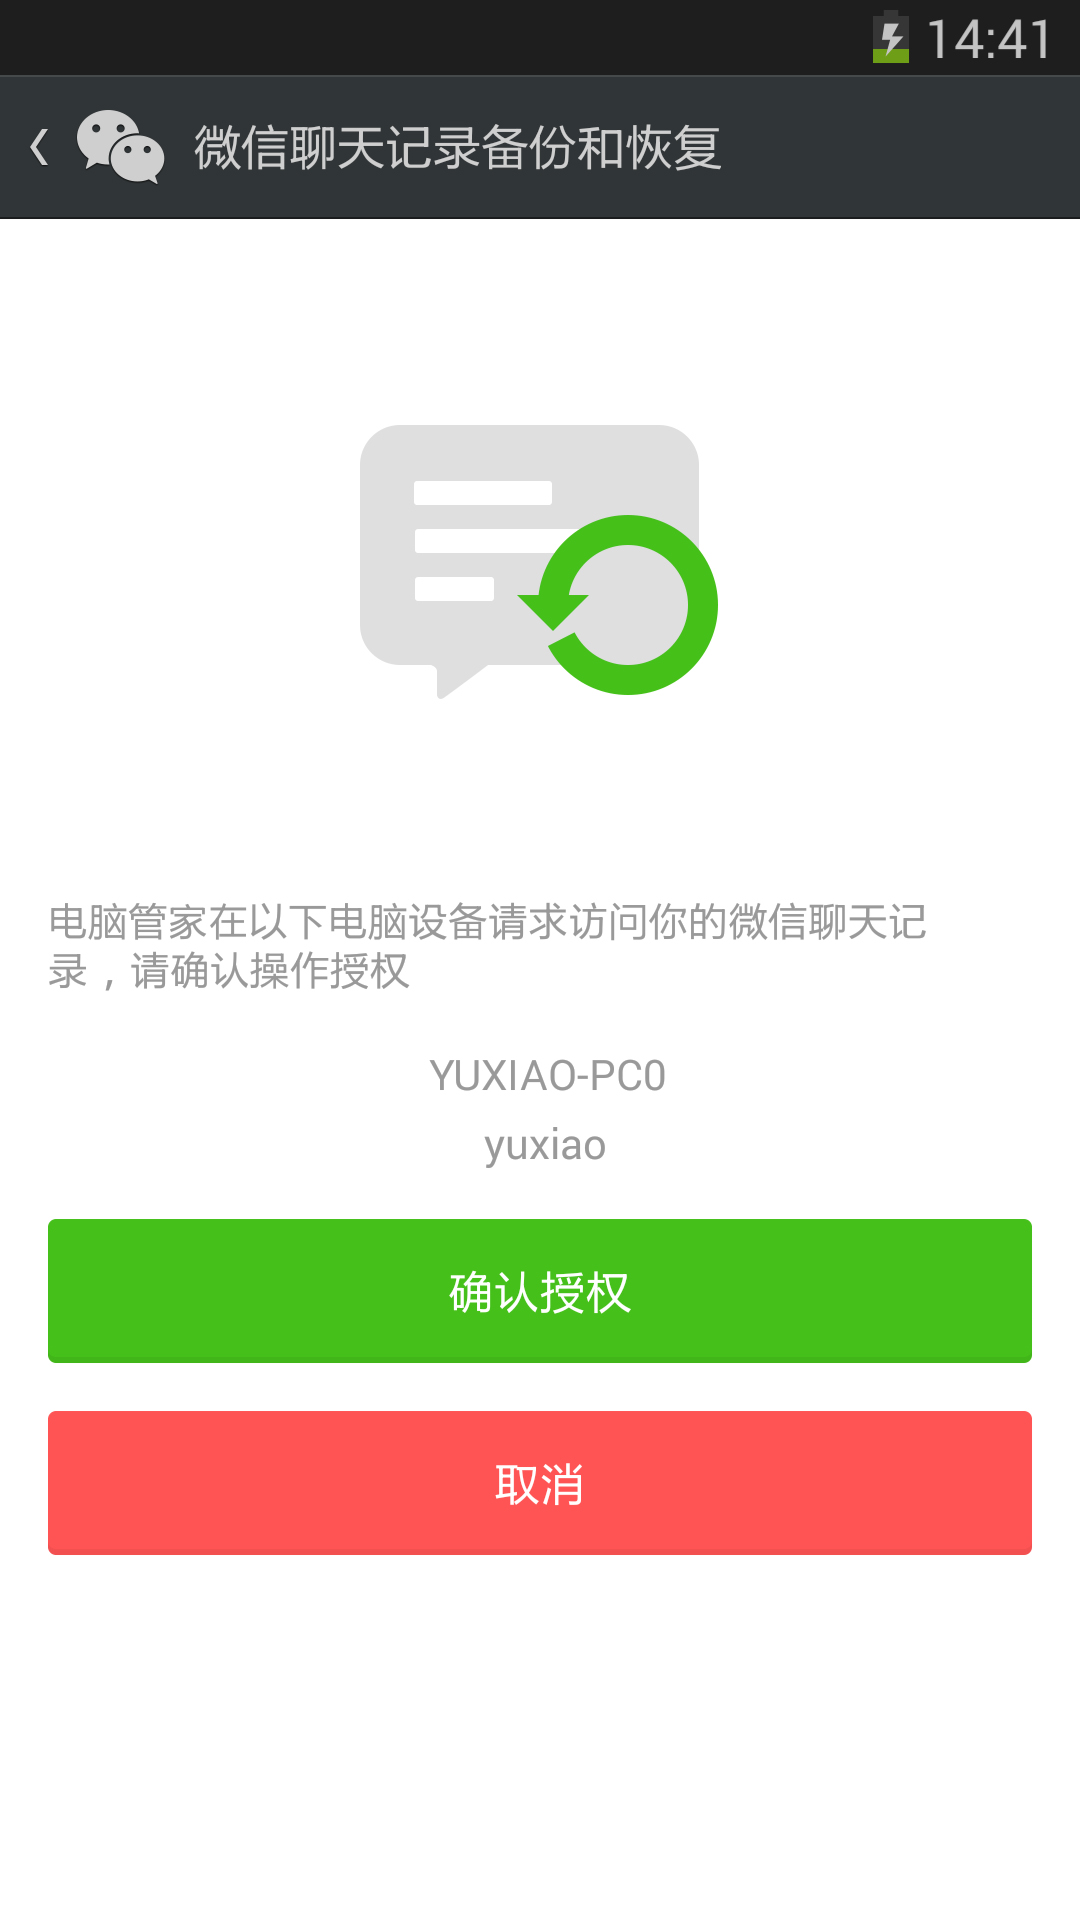 14:41
微信聊天记录备份和恢复
电脑管家在以下电脑设备请求访问你的微信聊天记
录，请确认操作授权
YUXIAO-PC0
yuxiao
确认授权
取消